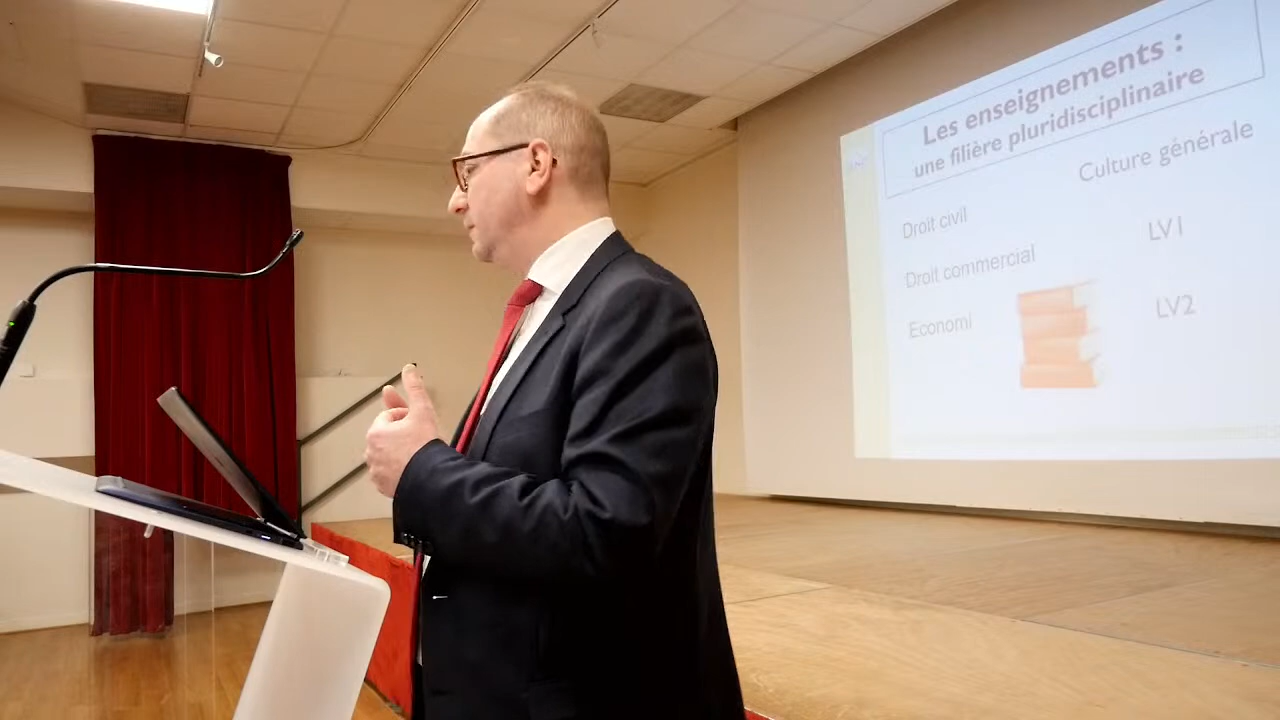 Les enseignements :
une filière pluridisciplinaire
Culture générale
Droit civil
LV1
Droit commercial
LV2
Economi